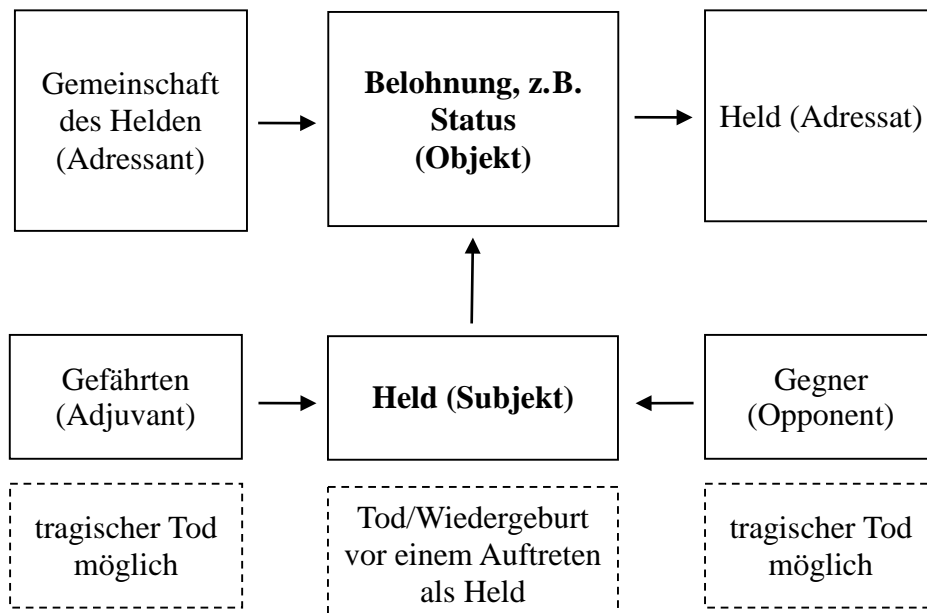 Gemeinschaft
des Helden
(Adressant)
Belohnung, z.B.
Status
(Objekt)
Held (Adressat)
Gefährten
(Adjuvant)
Held (Subjekt)
Gegner
(Opponent)
tragischer Tod
möglich
Tod/Wiedergeburt
vor einem Auftreten
als Held
tragischer Tod
möglich